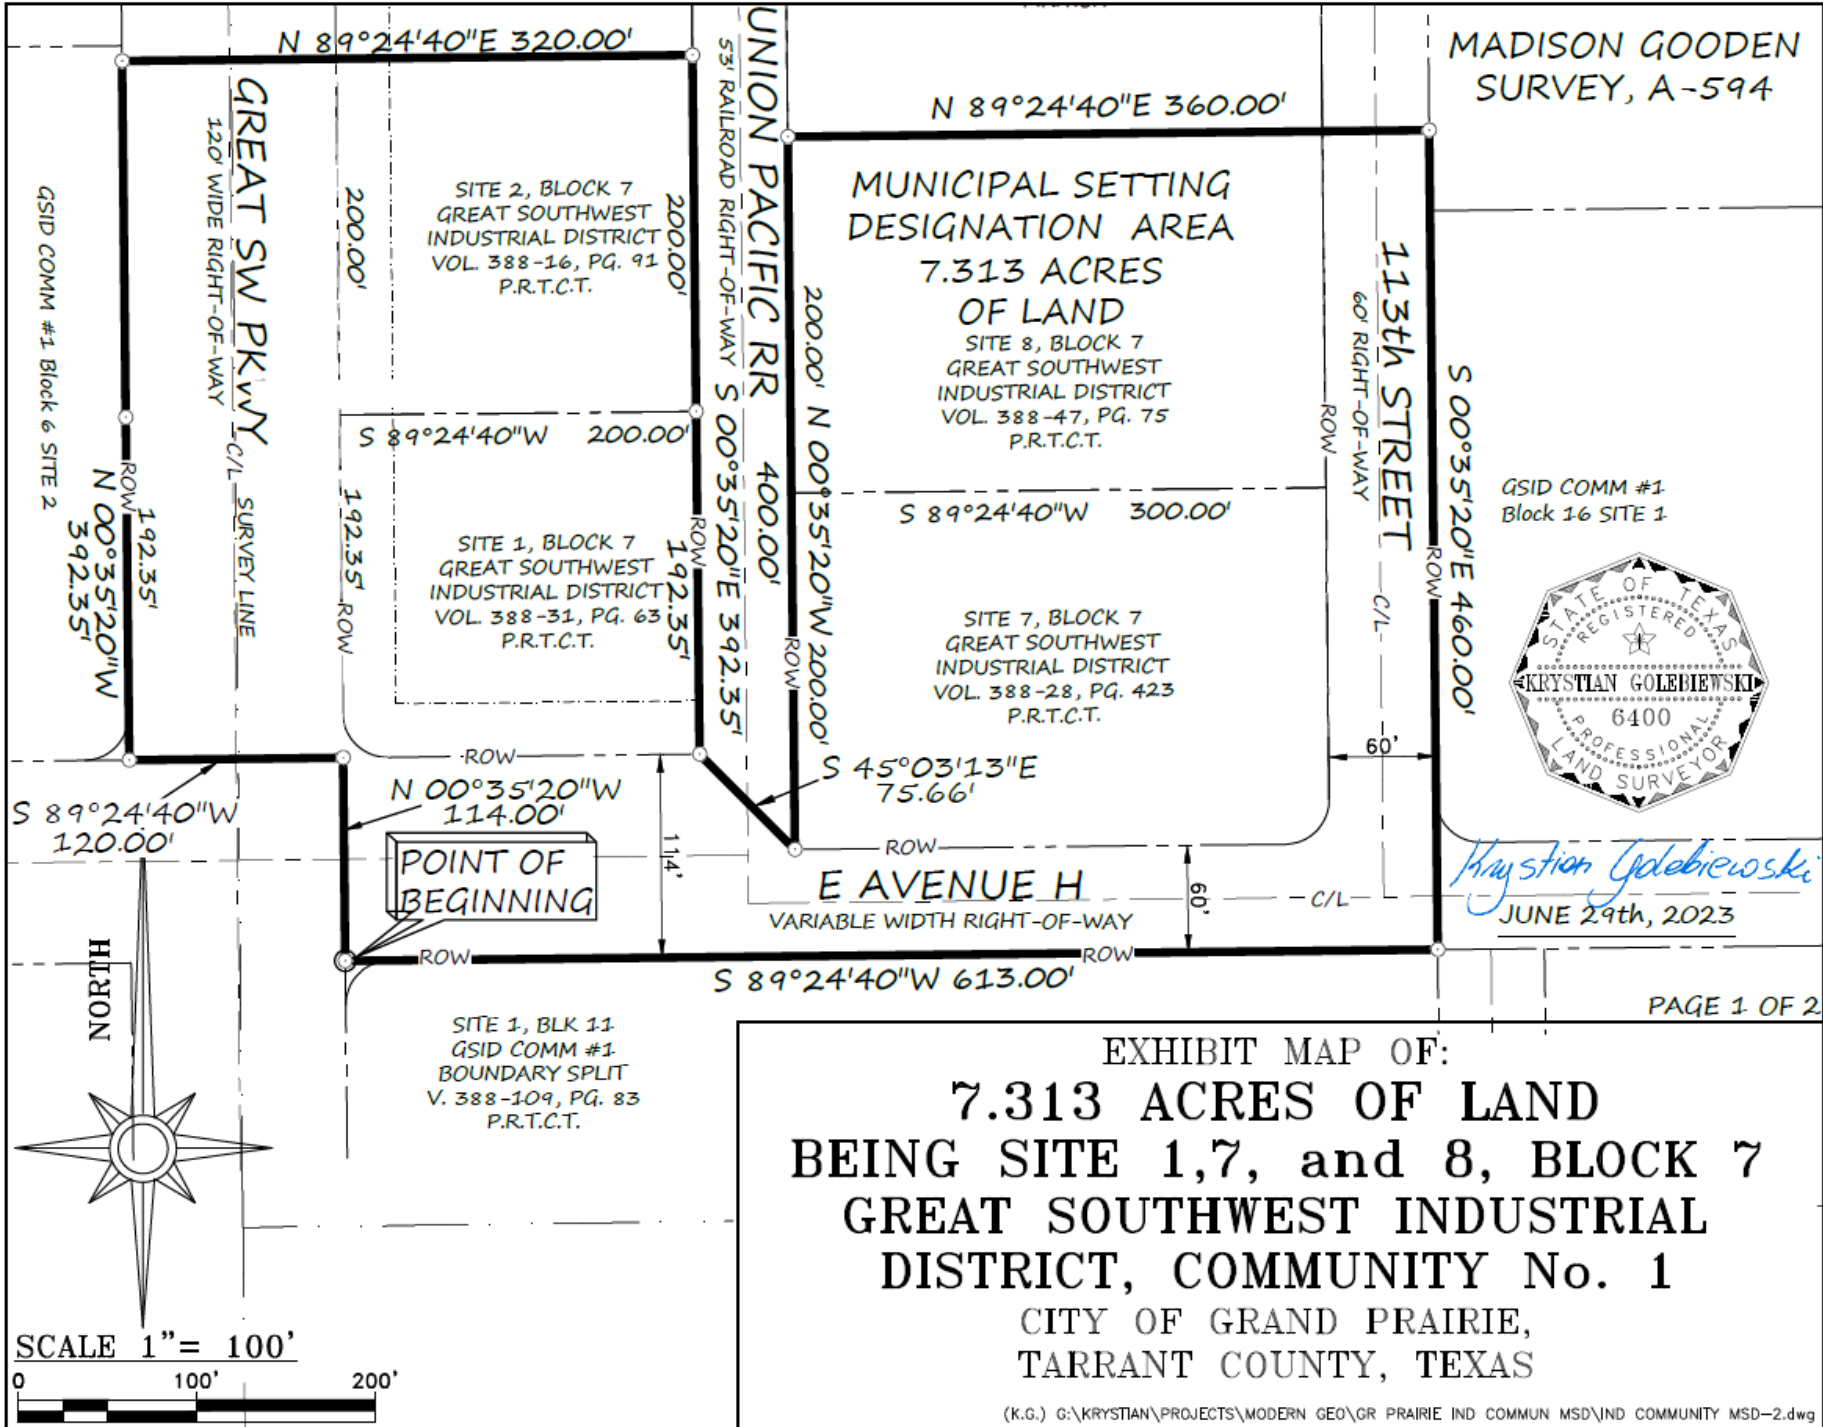 N 89°24'40"E 320.00'
UNION PACIFIC RR
53' RAILROAD RIGHT-OF-WAY
MADISON GOODEN
SURVEY, A-594
N 89°24'40"E 360.00'
GREAT SW PKWY
120' WIDE RIGHT-OF-WAY
GSID COMM #1 Block 6 SITE 2
200.00'
SITE 2, BLOCK 7
GREAT SOUTHWEST
INDUSTRIAL DISTRICT
VOL. 388-16, PG. 91
P.R.T.C.T.
200.00'
MUNICIPAL SETTING
DESIGNATION AREA
7.313 ACRES
OF LAND
SITE 8, BLOCK 7
GREAT SOUTHWEST
INDUSTRIAL DISTRICT
VOL. 388-47, PG. 75
P.R.T.C.T.
200.00'
N 00°35'20"W 200.00'
400.00'
S 00°35'20"E 392.35'
113th STREET
60' RIGHT-OF-WAY
ROW
C/L
S 00°35'20"E 460.00'
ROW
S 89°24'40"W 200.00'
S 89°24'40"W 300.00'
GSID COMM #1
Block 16 SITE 1
ROW
192.35'
N 00°35'20"W
392.35'
C/L
SURVEY LINE
192.35'
ROW
SITE 1, BLOCK 7
GREAT SOUTHWEST
INDUSTRIAL DISTRICT
VOL. 388-31, PG. 63
P.R.T.C.T.
192.35'
ROW
ROW
SITE 7, BLOCK 7
GREAT SOUTHWEST
INDUSTRIAL DISTRICT
VOL. 388-28, PG. 423
P.R.T.C.T.
STATE OF TEXAS
REGISTERED
KRYSTIAN GOLEBIEWSKI
6400
PROFESSIONAL
LAND SURVEYOR
ROW
60'
S 45°03'13"E
75.66'
S 89°24'40"W
120.00'
N 00°35'20"W
114.00'
114'
POINT OF
BEGINNING
ROW
E AVENUE H
VARIABLE WIDTH RIGHT-OF-WAY
60'
C/L
Krystian Golebiewski
JUNE 29th, 2023
ROW
ROW
S 89°24'40"W 613.00'
NORTH
PAGE 1 OF 2
SITE 1, BLK 11
GSID COMM #1
BOUNDARY SPLIT
V. 388-109, PG. 83
P.R.T.C.T.
EXHIBIT MAP OF:
7.313 ACRES OF LAND
BEING SITE 1,7, and 8, BLOCK 7
GREAT SOUTHWEST INDUSTRIAL
DISTRICT, COMMUNITY No. 1
CITY OF GRAND PRAIRIE,
TARRANT COUNTY, TEXAS
SCALE 1"= 100'
0 100' 200'
(K.G.) G:\KRYSTIAN\PROJECTS\MODERN GEO\GR PRAIRIE IND COMMUN MSD\IND COMMUNITY MSD-2.dwg